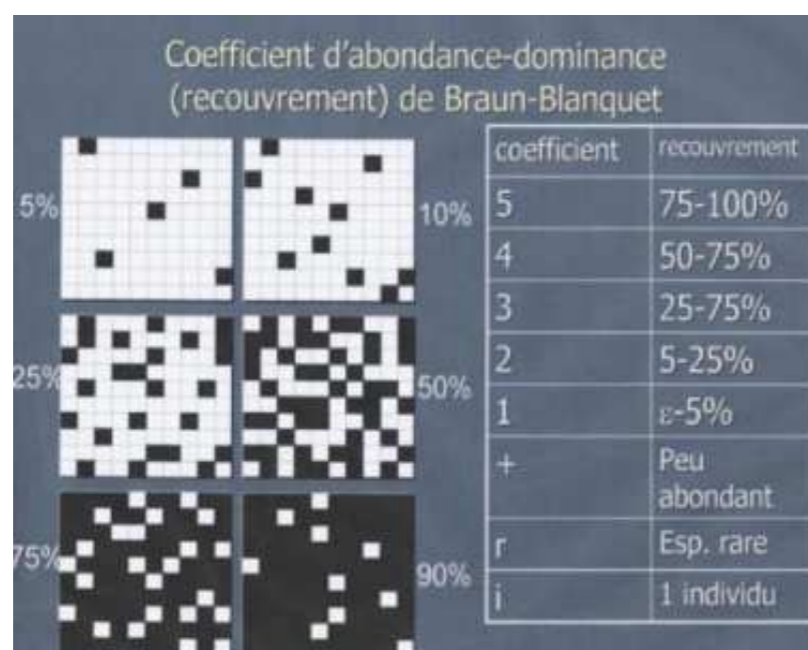 Coefficient d'abondance-dominance
(recouvrement) de Braun-Blanquet
5%
10%
25%
50%
75%
90%
coefficient recouvrement
5 75-100%
4 50-75%
3 25-75%
2 5-25%
1 ε-5%
+ Peu
abondant
r Esp. rare
i 1 individu